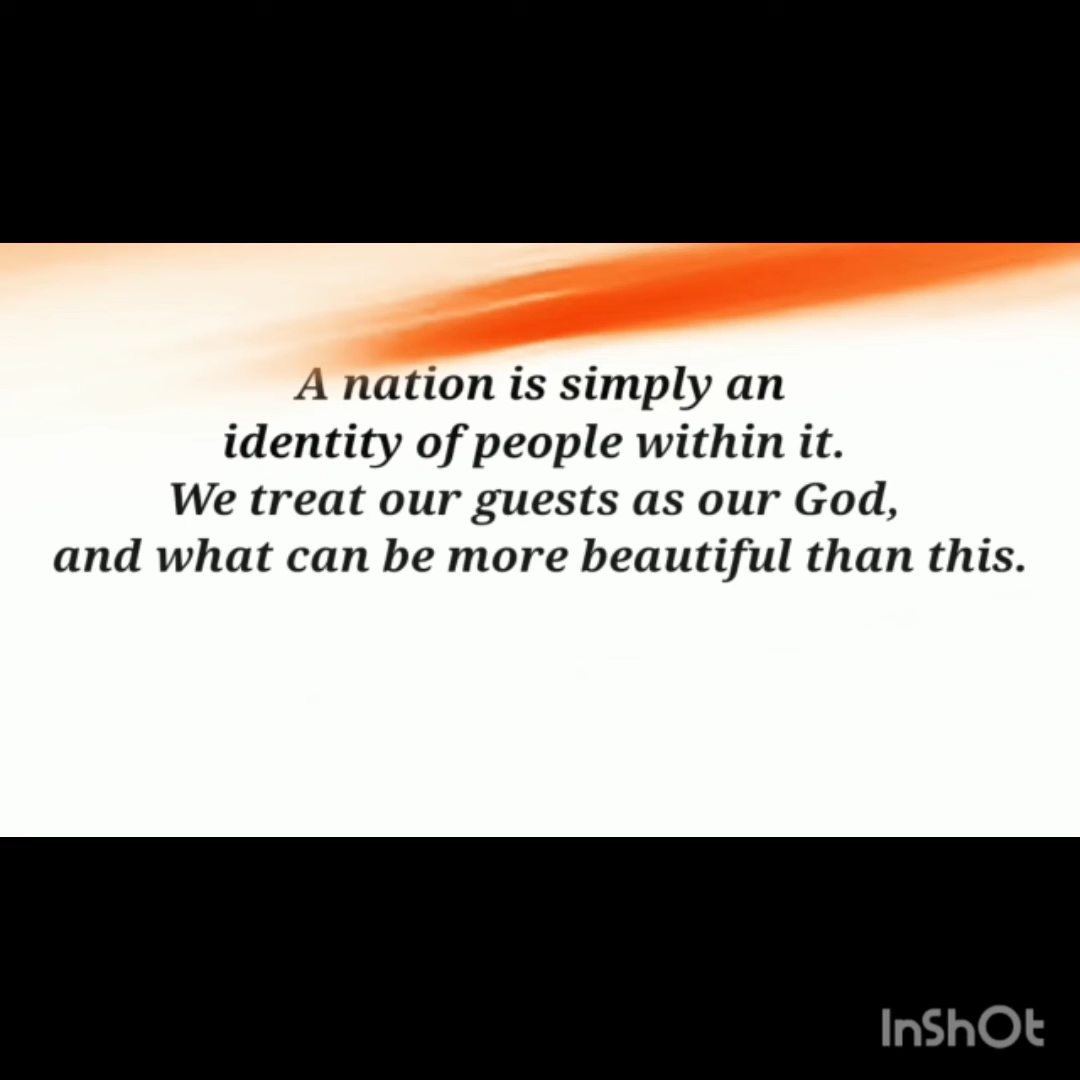 A nation is simply an
identity of people within it.
We treat our guests as our God,
and what can be more beautiful than this.
InShOt